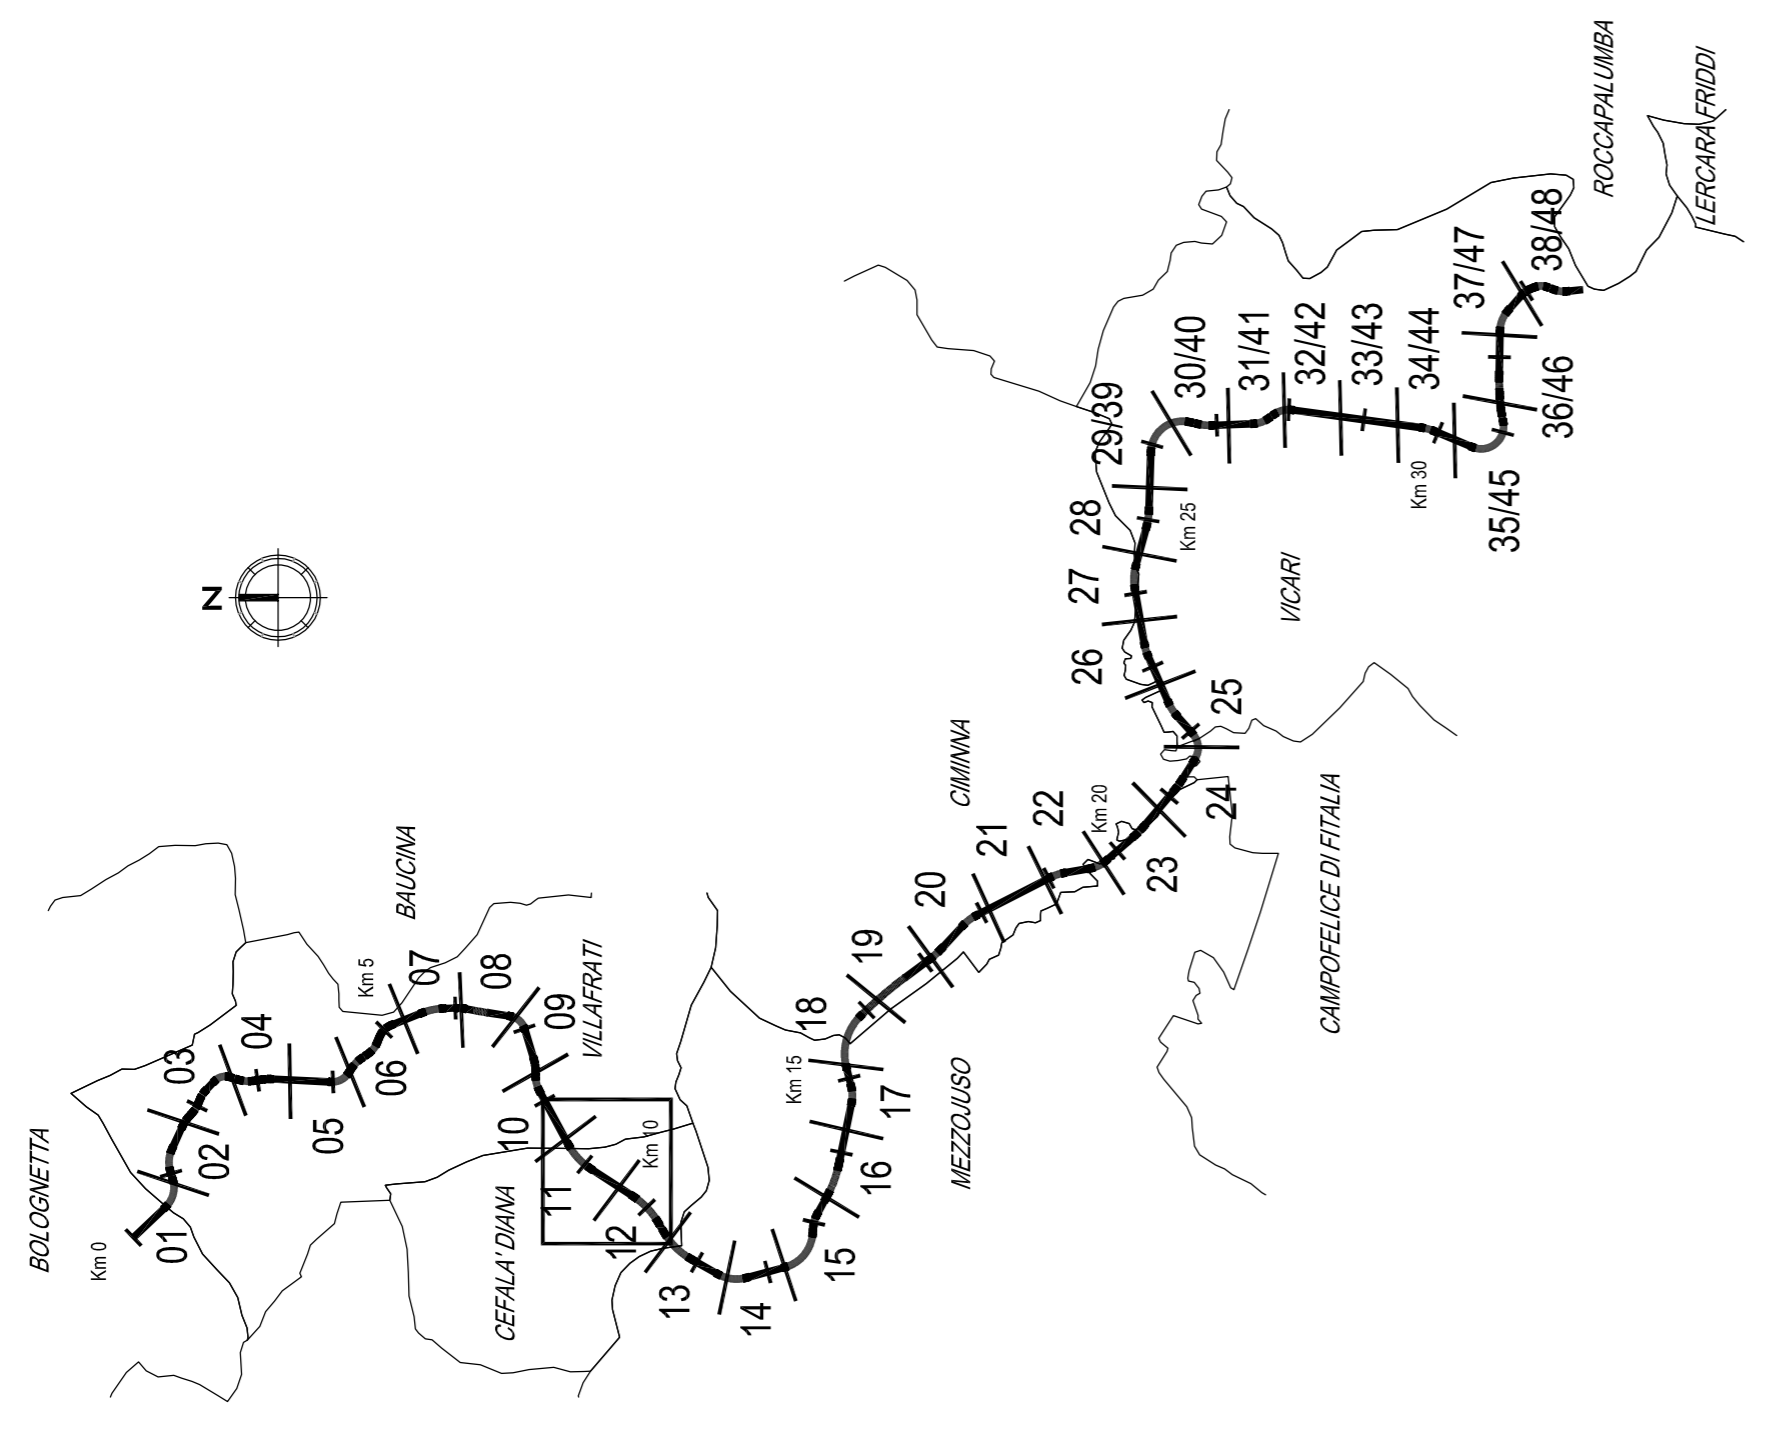 BOLOGNETTA
Km 0
01
02
03
04
05
06
Km 5
BAUCINA
07
08
09
VILLAFRATI
10
11
12
Km 10
CEFALA' DIANA
13
14
15
16
17
Km 15
MEZZOJUSO
18
19
20
21
22
CIMINNA
Km 20
23
24
25
CAMPOFELICE DI FITALIA
26
27
28
Km 25
VICARI
29/39
30/40
31/41
32/42
33/43
34/44
Km 30
35/45
36/46
37/47
38/48
ROCCAPALUMBA
LERCARA FRIDDI
N